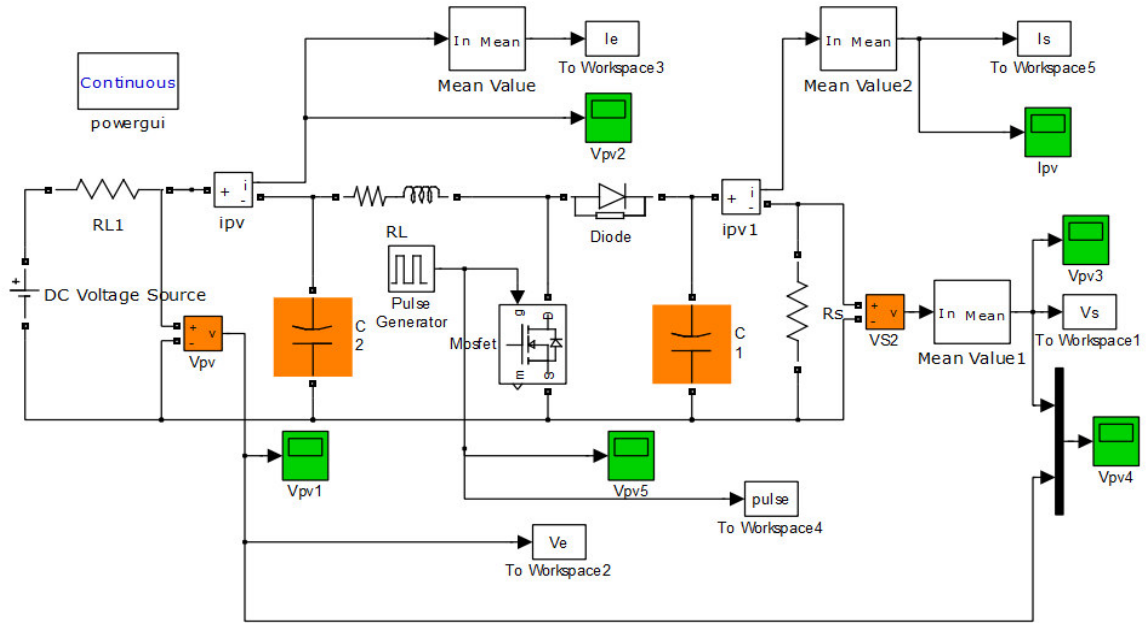 In Mean
Mean Value
Ie
To Workspace3
In Mean
Mean Value2
Is
To Workspace5
Continuous
powergui
Vpv2
Ipv
RL1
+
i
-
ipv
RL
Diode
+
i
-
ipv1
Vpv3
+
DC Voltage Source
Pulse
Generator
+
-
v
Vpv
C
2
g
D
Mosfet
m
S
C
1
Rs
+
-
v
VS2
In Mean
Mean Value1
Vs
To Workspace1
Vpv1
Vpv5
Vpv4
pulse
To Workspace4
Ve
To Workspace2